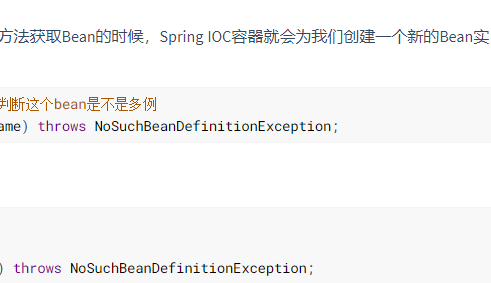 方法获取Bean的时候，Spring IOC容器就会为我们创建一个新的Bean实
判断这个bean是不是多例
ame) throws NoSuchBeanDefinitionException;
) throws NoSuchBeanDefinitionException;